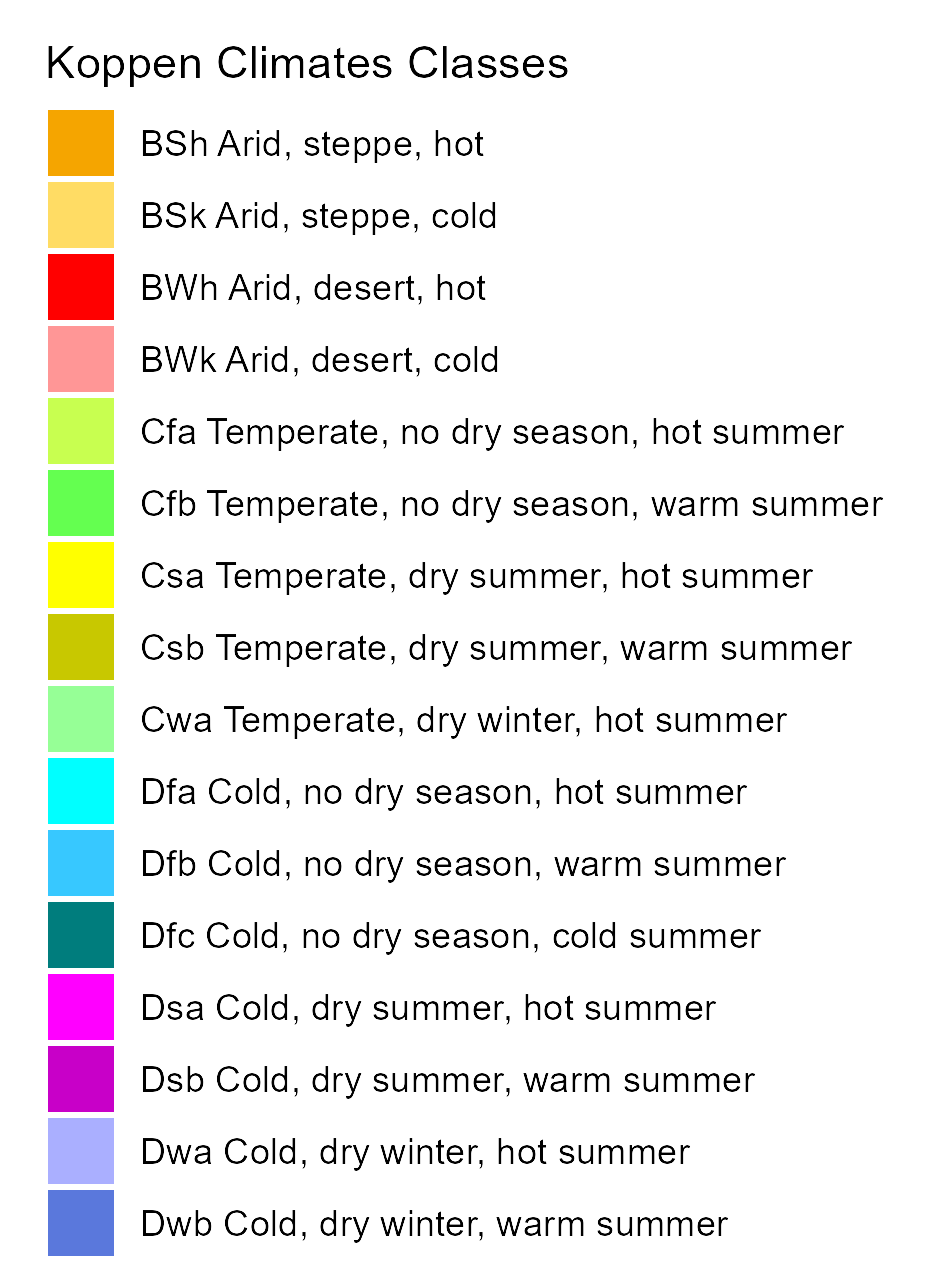 Koppen Climates Classes
BSh Arid, steppe, hot
BSk Arid, steppe, cold
BWh Arid, desert, hot
BWk Arid, desert, cold
Cfa Temperate, no dry season, hot summer
Cfb Temperate, no dry season, warm summer
Csa Temperate, dry summer, hot summer
Csb Temperate, dry summer, warm summer
Cwa Temperate, dry winter, hot summer
Dfa Cold, no dry season, hot summer
Dfb Cold, no dry season, warm summer
Dfc Cold, no dry season, cold summer
Dsa Cold, dry summer, hot summer
Dsb Cold, dry summer, warm summer
Dwa Cold, dry winter, hot summer
Dwb Cold, dry winter, warm summer